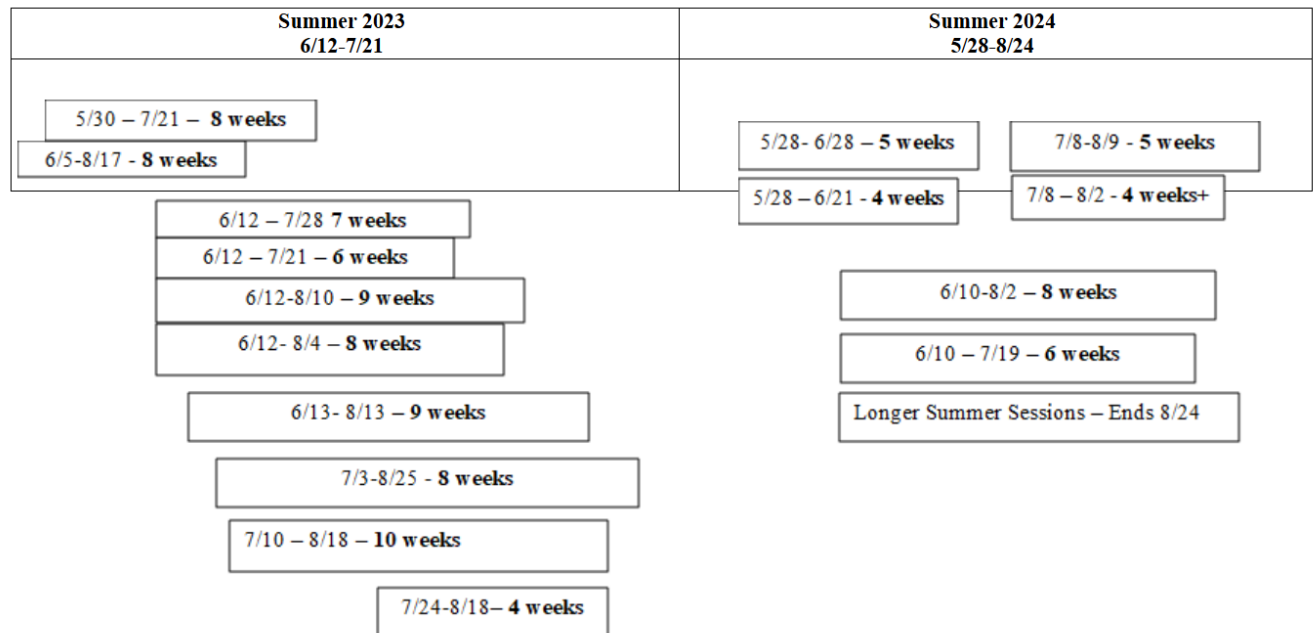 Summer 2023
6/12-7/21
Summer 2024
5/28-8/24
5/30 – 7/21 – 8 weeks
6/5-8/17 - 8 weeks
6/12 – 7/28 7 weeks
6/12 – 7/21 – 6 weeks
6/12-8/10 – 9 weeks
6/12- 8/4 – 8 weeks
6/13- 8/13 – 9 weeks
7/3-8/25 - 8 weeks
7/10 – 8/18 – 10 weeks
7/24-8/18– 4 weeks
5/28- 6/28 – 5 weeks
7/8-8/9 - 5 weeks
5/28 – 6/21 - 4 weeks
7/8 – 8/2 - 4 weeks+
6/10-8/2 – 8 weeks
6/10 – 7/19 – 6 weeks
Longer Summer Sessions – Ends 8/24